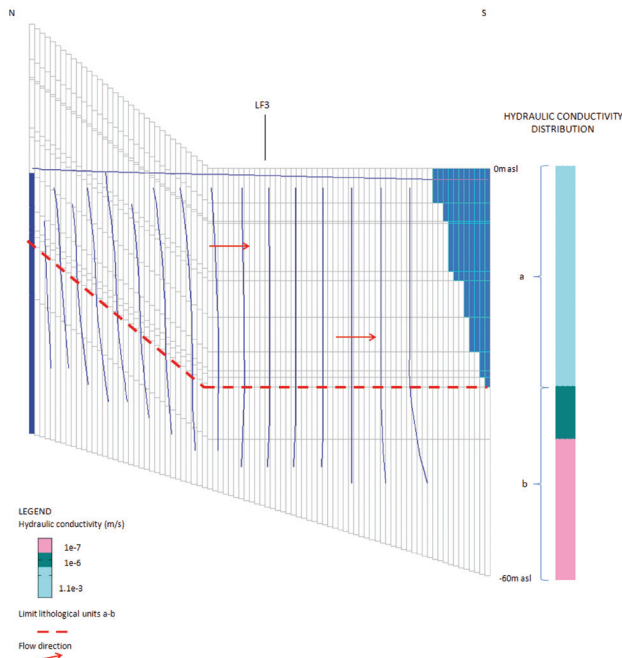 N
S
LF3
HYDRAULIC CONDUCTIVITY
DISTRIBUTION
0m asl
a
b
-60m asl
LEGEND
Hydraulic conductivity (m/s)
1e-7
1e-6
1.1e-3
Limit lithological units a-b
Flow direction